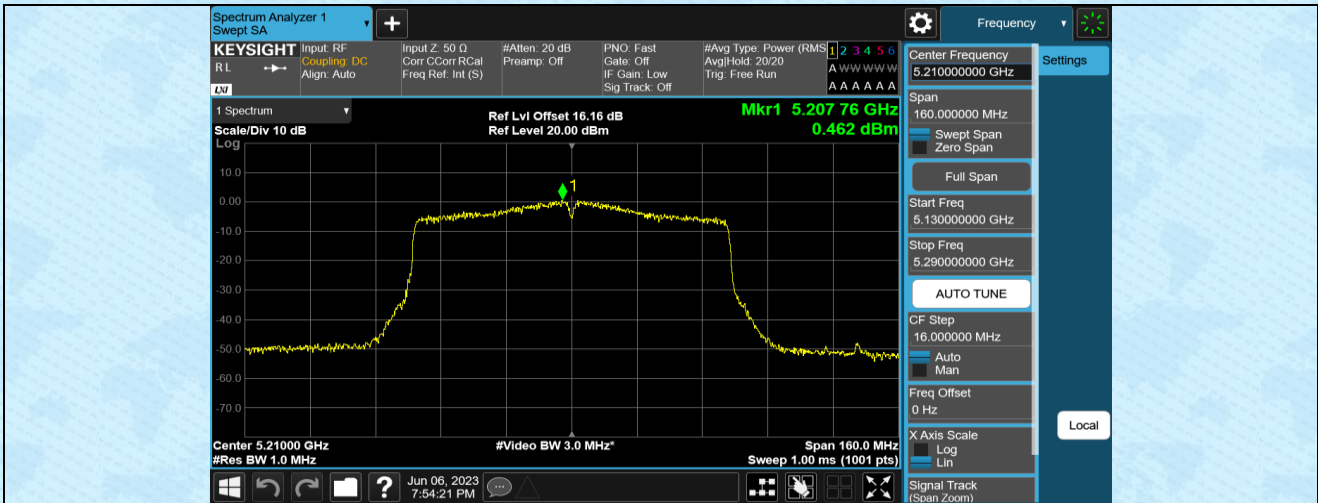 Spectrum Analyzer 1
Swept SA
Frequency
KEYSIGHT
R L
LXI
Input: RF
Coupling: DC
Align: Auto
Input Z: 50 Ω
Corr CCorr RCal
Freq Ref: Int (S)
#Atten: 20 dB
Preamp: Off
PNO: Fast
Gate: Off
IF Gain: Low
Sig Track: Off
#Avg Type: Power (RMS
Avg|Hold: 20/20
Trig: Free Run
1 2 3 4 5 6
A W W W W W
A A A A A A
1 Spectrum
Scale/Div 10 dB
Log
Ref Lvl Offset 16.16 dB
Ref Level 20.00 dBm
Mkr1 5.207 76 GHz
0.462 dBm
1
10.0
0.00
-10.0
-20.0
-30.0
-40.0
-50.0
-60.0
-70.0
Center 5.21000 GHz
#Res BW 1.0 MHz
#Video BW 3.0 MHz*
Span 160.0 MHz
Sweep 1.00 ms (1001 pts)
Jun 06, 2023
7:54:21 PM
Center Frequency
5.210000000 GHz
Settings
Span
160.000000 MHz
Swept Span
Zero Span
Full Span
Start Freq
5.130000000 GHz
Stop Freq
5.290000000 GHz
AUTO TUNE
CF Step
16.000000 MHz
Auto
Man
Freq Offset
0 Hz
X Axis Scale
Log
Lin
Local
Signal Track
(Span Zoom)